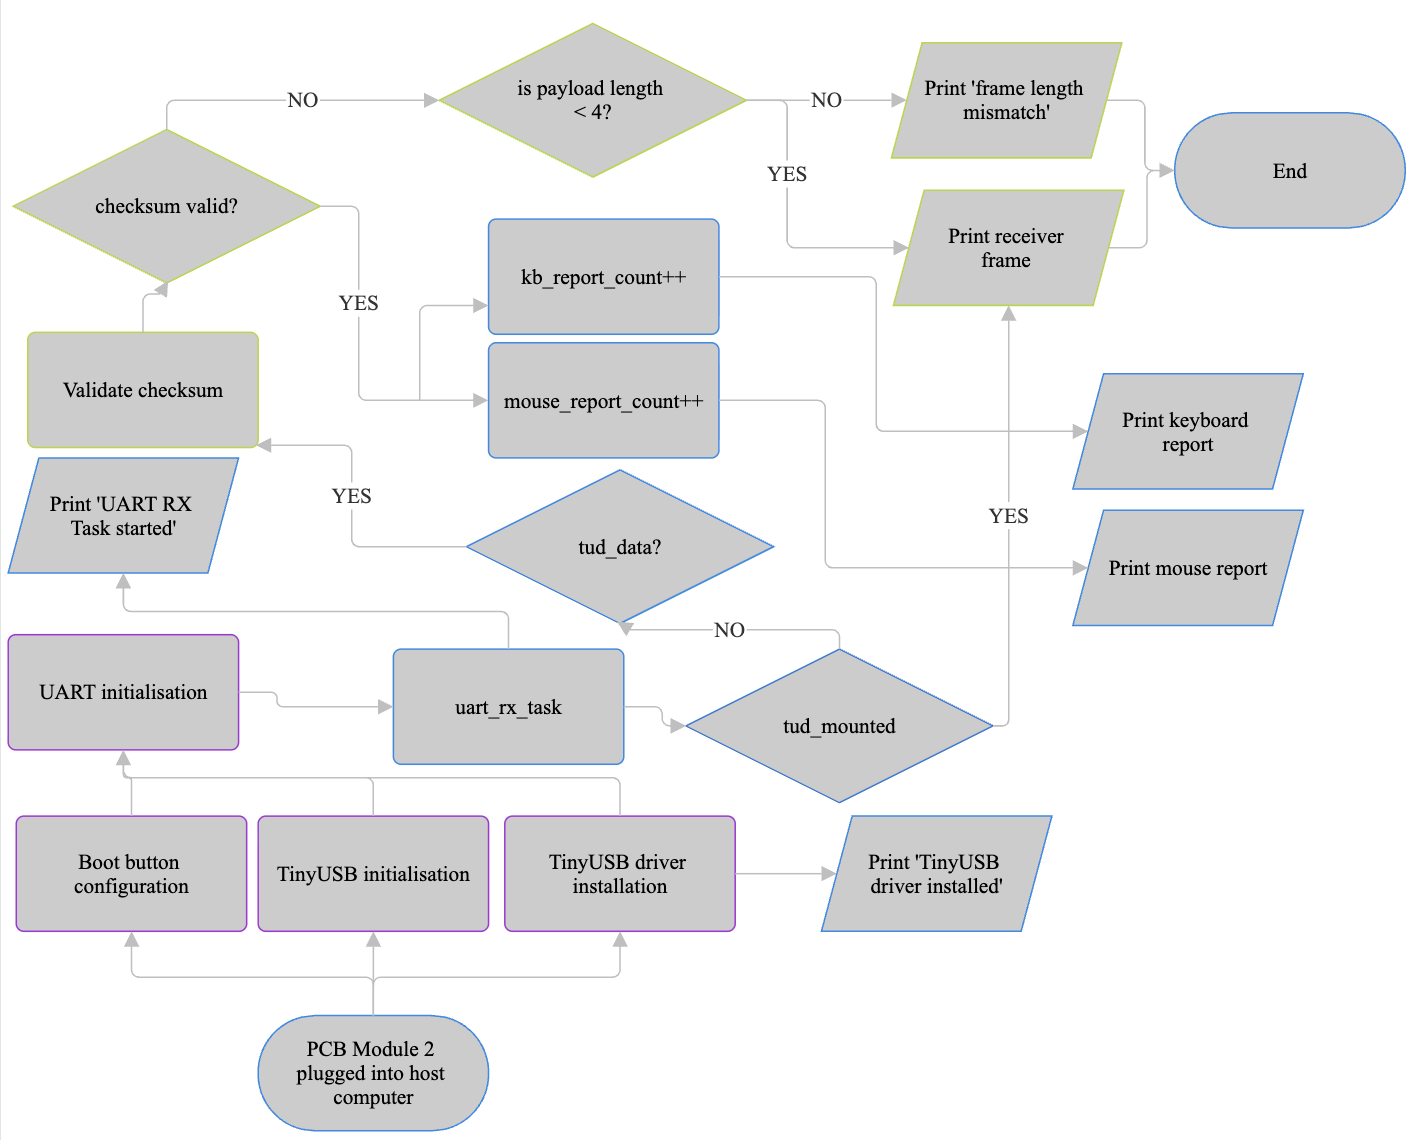 is payload length
< 4?
NO
NO
Print 'frame length
mismatch'
End
YES
checksum valid?
Print receiver
frame
kb_report_count++
YES
Validate checksum
mouse_report_count++
Print keyboard
report
YES
Print 'UART RX
Task started'
YES
tud_data?
Print mouse report
NO
UART initialisation
uart_rx_task
tud_mounted
Boot button
configuration
TinyUSB initialisation
TinyUSB driver
installation
Print 'TinyUSB
driver installed'
PCB Module 2
plugged into host
computer